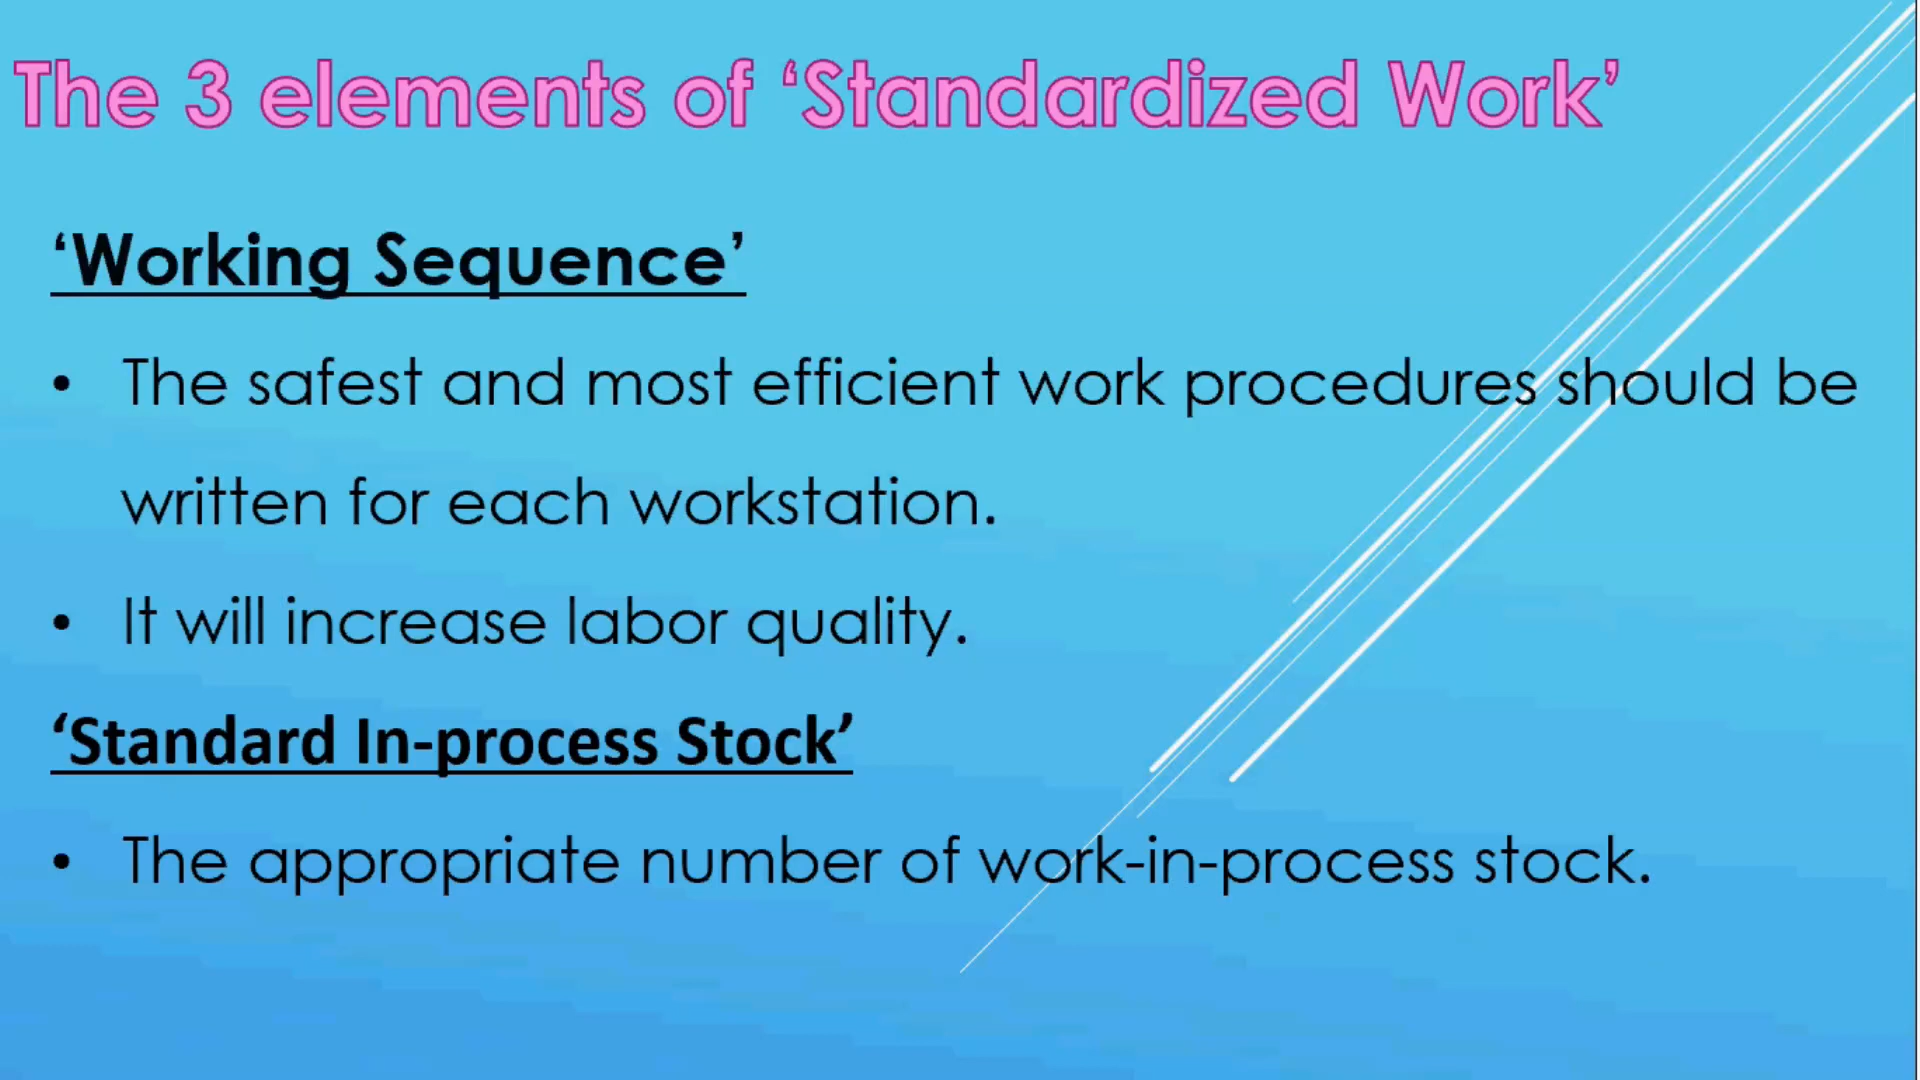 The 3 elements of ‘Standardized Work’
‘Working Sequence’
• The safest and most efficient work procedures should be
written for each workstation.
• It will increase labor quality.
‘Standard In-process Stock’
• The appropriate number of work-in-process stock.